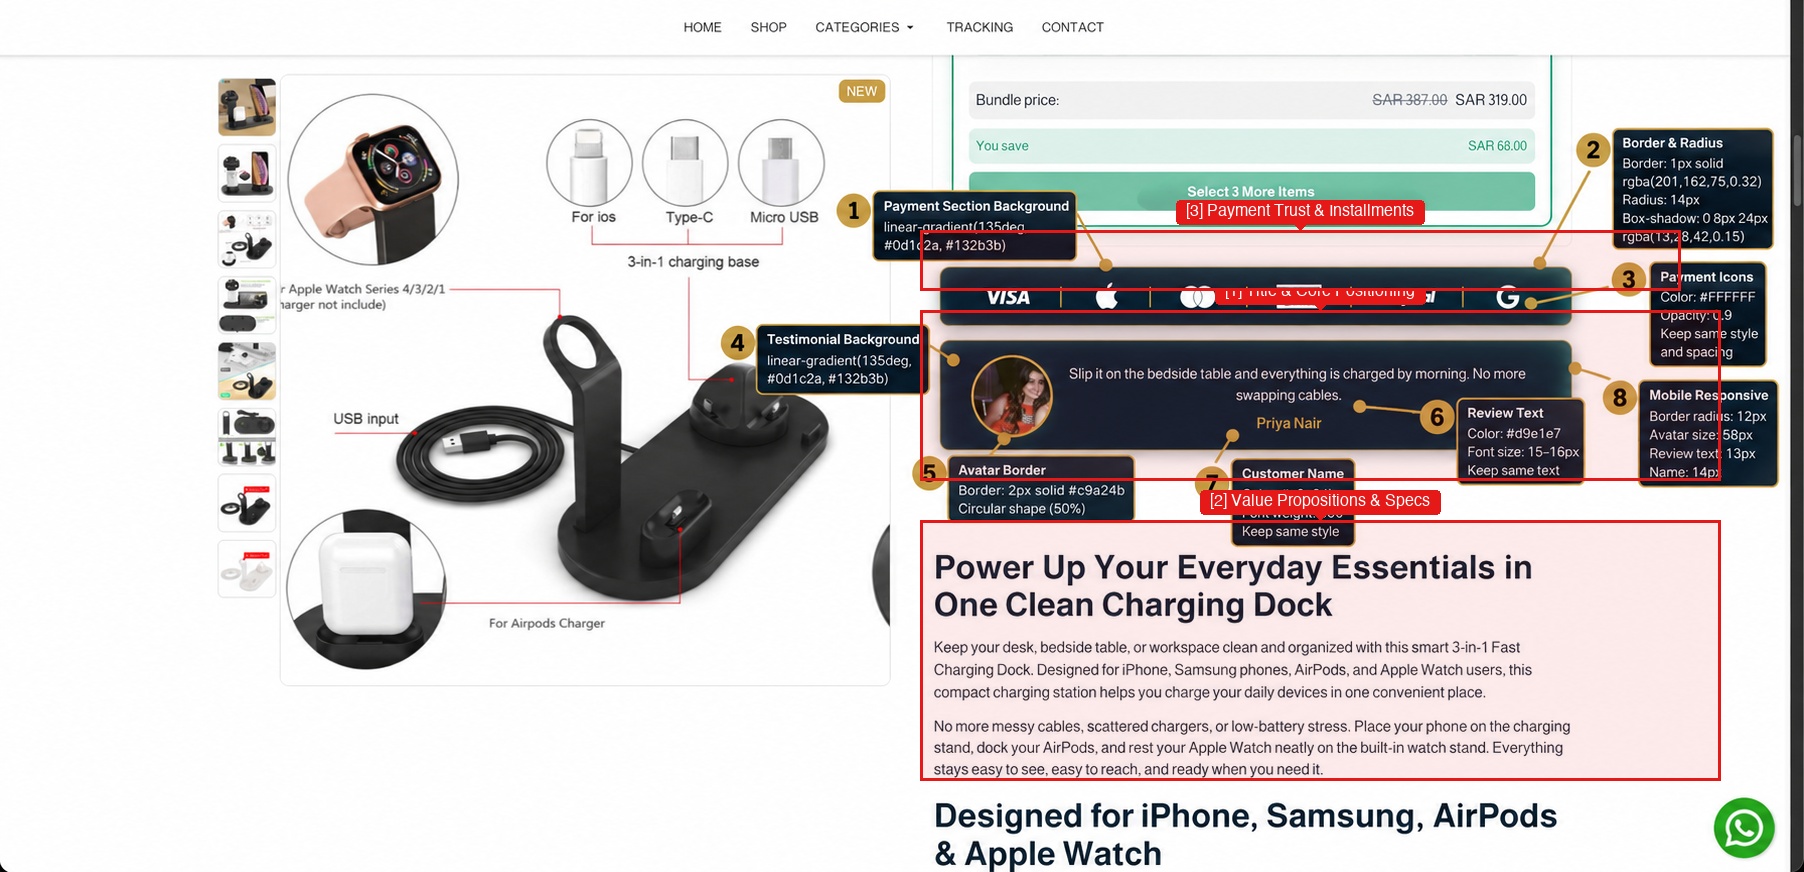 HOME
SHOP
CATEGORIES
TRACKING
CONTACT
NEW
For ios
Type-C
Micro USB
3-in-1 charging base
r Apple Watch Series 4/3/2/1
harger not include)
USB input
For Airpods Charger
Bundle price:
SAR 387.00 SAR 319.00
You save
SAR 68.00
Select 3 More Items
[3] Payment Trust & Installments
1
Payment Section Background
linear-gradient(135deg,
#0d1c2a, #132b3b)
2
Border & Radius
Border: 1px solid
rgba(201,162,75,0.32)
Radius: 14px
Box-shadow: 0 8px 24px
rgba(13,28,42,0.15)
VISA
G
[1] Title & Core Positioning
3
Payment Icons
Color: #FFFFFF
Opacity: 0.9
Keep same style
and spacing
4
Testimonial Background
linear-gradient(135deg,
#0d1c2a, #132b3b)
Slip it on the bedside table and everything is charged by morning. No more
swapping cables.
Priya Nair
5
Avatar Border
Border: 2px solid #c9a24b
Circular shape (50%)
6
Review Text
Color: #d9e1e7
Font size: 15–16px
Keep same text
7
Customer Name
Keep same style
8
Mobile Responsive
Border radius: 12px
Avatar size: 58px
Review text: 13px
Name: 14px
[2] Value Propositions & Specs
Power Up Your Everyday Essentials in
One Clean Charging Dock
Keep your desk, bedside table, or workspace clean and organized with this smart 3-in-1 Fast
Charging Dock. Designed for iPhone, Samsung phones, AirPods, and Apple Watch users, this
compact charging station helps you charge your daily devices in one convenient place.
No more messy cables, scattered chargers, or low-battery stress. Place your phone on the charging
stand, dock your AirPods, and rest your Apple Watch neatly on the built-in watch stand. Everything
stays easy to see, easy to reach, and ready when you need it.
Designed for iPhone, Samsung, AirPods
& Apple Watch